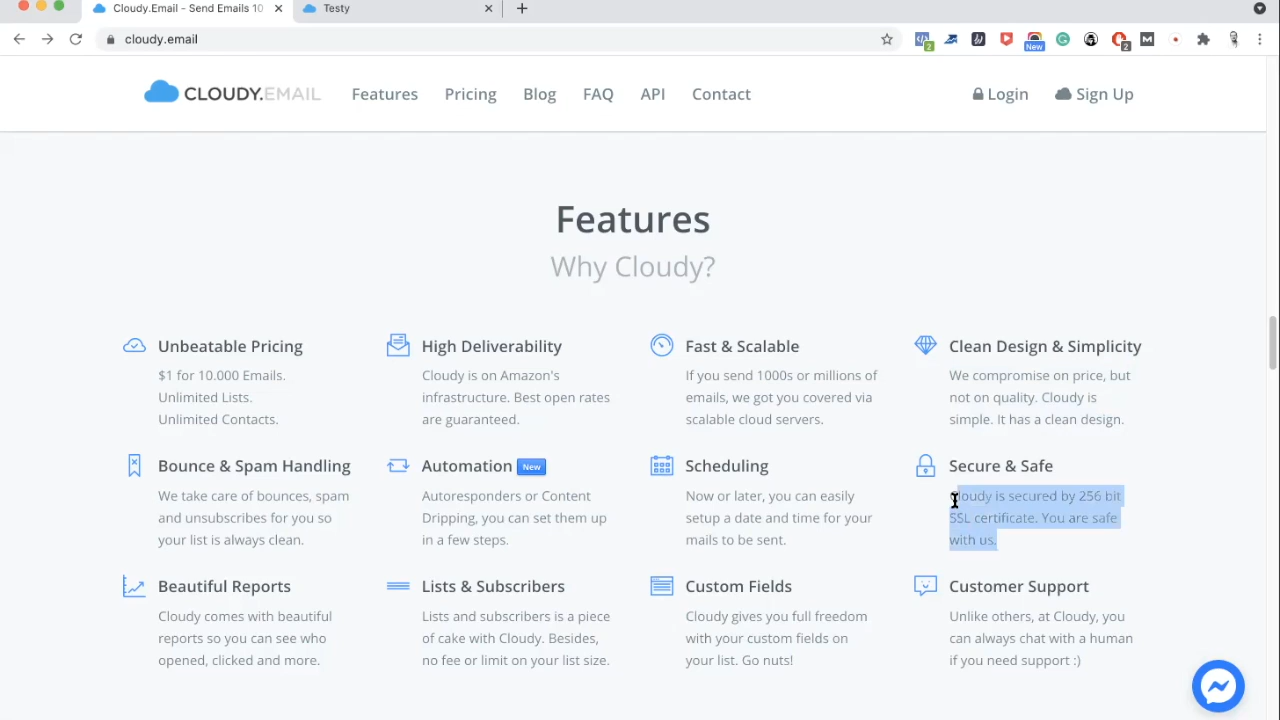 Cloudy.Email - Send Emails 10
Testy
cloudy.email
2
New
2
CLOUDY.EMAIL
Features
Pricing
Blog
FAQ
API
Contact
Login
Sign Up
Features
Why Cloudy?
Unbeatable Pricing
$1 for 10.000 Emails.
Unlimited Lists.
Unlimited Contacts.
High Deliverability
Cloudy is on Amazon's
infrastructure. Best open rates
are guaranteed.
Fast & Scalable
If you send 1000s or millions of
emails, we got you covered via
scalable cloud servers.
Clean Design & Simplicity
We compromise on price, but
not on quality. Cloudy is
simple. It has a clean design.
Bounce & Spam Handling
We take care of bounces, spam
and unsubscribes for you so
your list is always clean.
Automation New
Autoresponders or Content
Dripping, you can set them up
in a few steps.
Scheduling
Now or later, you can easily
setup a date and time for your
mails to be sent.
Secure & Safe
Cloudy is secured by 256 bit
SSL certificate. You are safe
with us.
Beautiful Reports
Cloudy comes with beautiful
reports so you can see who
opened, clicked and more.
Lists & Subscribers
Lists and subscribers is a piece
of cake with Cloudy. Besides,
no fee or limit on your list size.
Custom Fields
Cloudy gives you full freedom
with your custom fields on
your list. Go nuts!
Customer Support
Unlike others, at Cloudy, you
can always chat with a human
if you need support :)